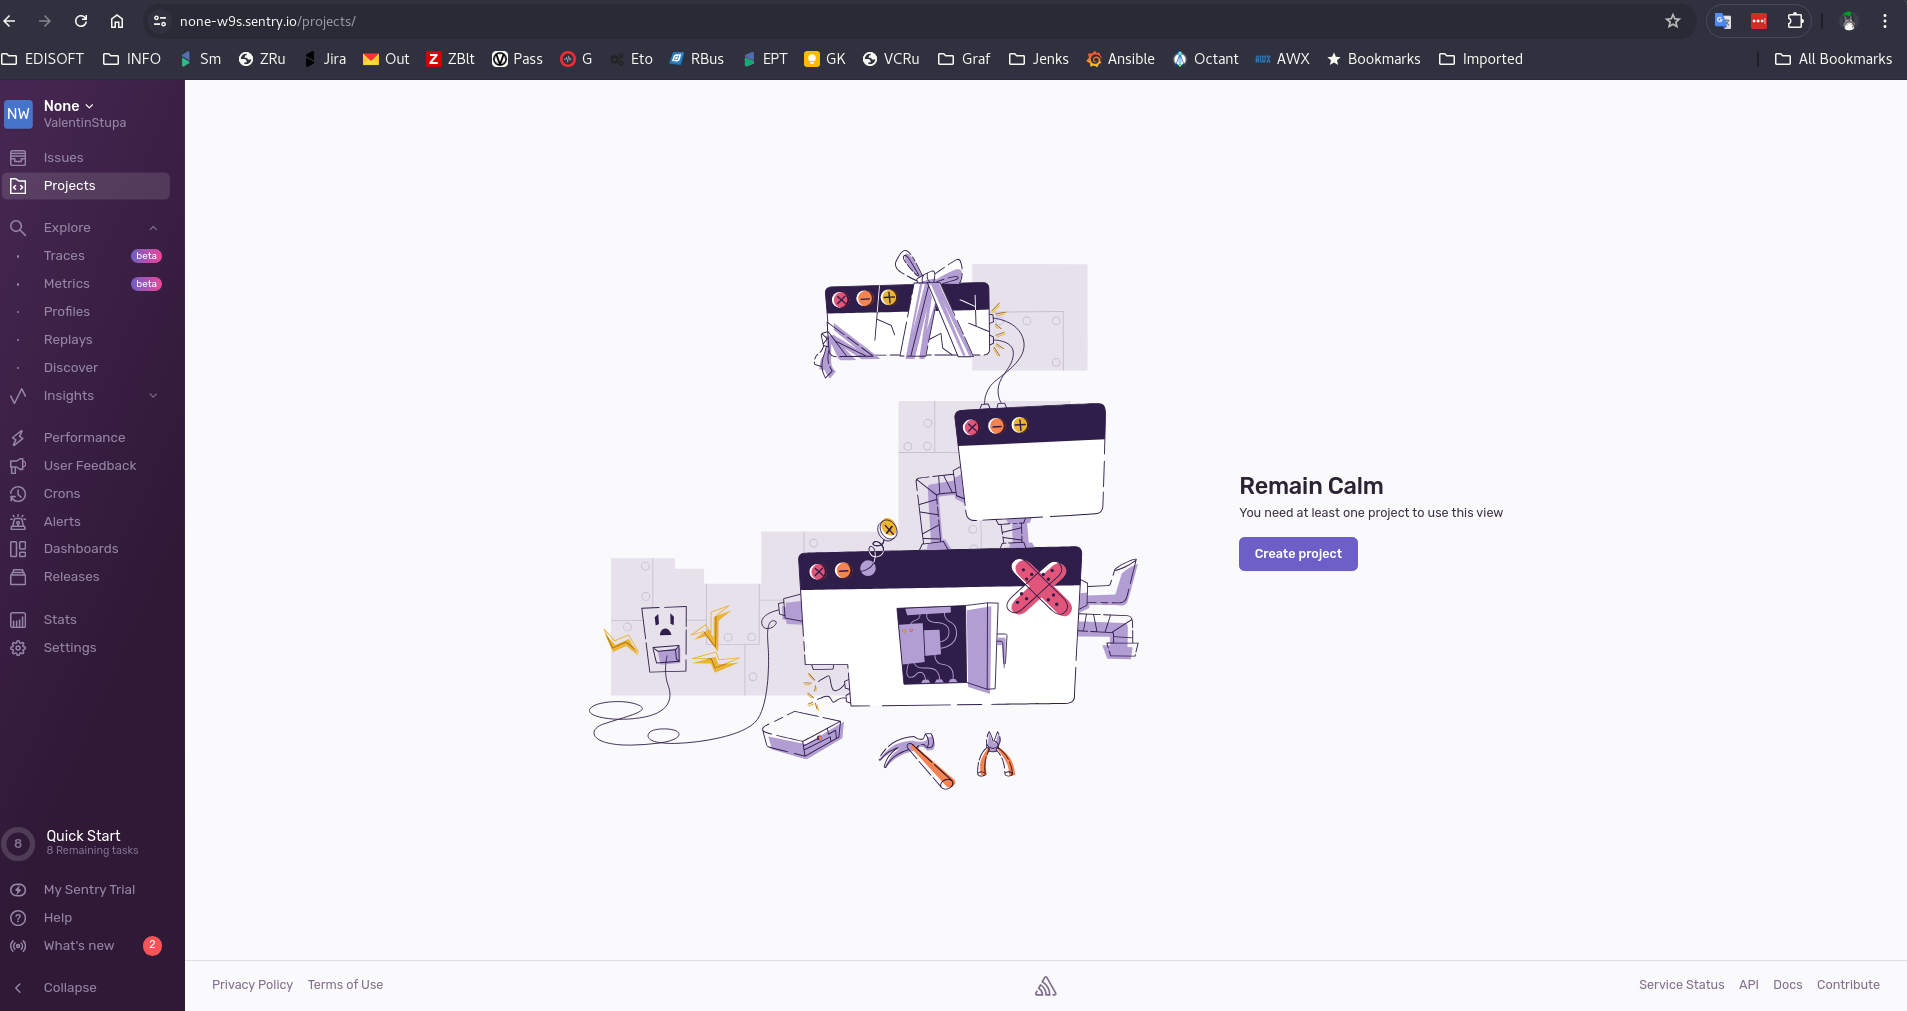 none-w9s.sentry.io/projects/
EDISOFT INFO Sm ZRu Jira Out ZBlt Pass G Eto RBus EPT GK VCRu Graf Jenks Ansible Octant AWX Bookmarks Imported All Bookmarks
NW None
ValentinStupa
Issues
Projects
Explore
Traces beta
Metrics beta
Profiles
Replays
Discover
Insights
Performance
User Feedback
Crons
Alerts
Dashboards
Releases
Stats
Settings
8 Quick Start
8 Remaining tasks
My Sentry Trial
Help
What's new 2
Collapse
Remain Calm
You need at least one project to use this view
Create project
Privacy Policy Terms of Use Service Status API Docs Contribute